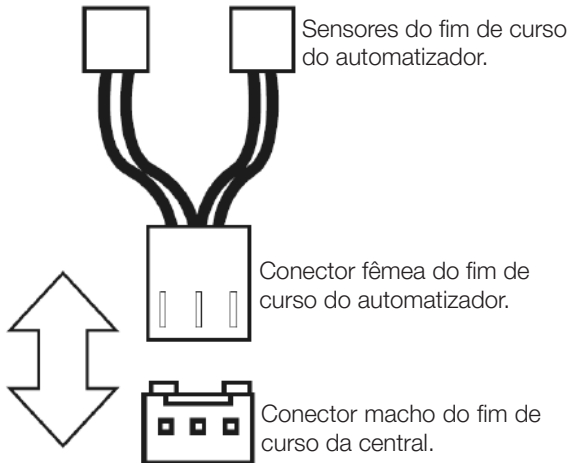 Sensores do fim de curso
do automatizador.
Conector fêmea do fim de
curso do automatizador.
Conector macho do fim de
curso da central.